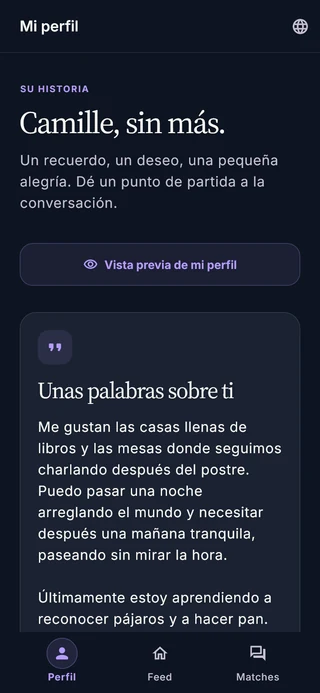 Mi perfil
SU HISTORIA
Camille, sin más.
Un recuerdo, un deseo, una pequeña
alegría. Dé un punto de partida a la
conversación.
Vista previa de mi perfil
Unas palabras sobre ti
Me gustan las casas llenas de
libros y las mesas donde seguimos
charlando después del postre.
Puedo pasar una noche
arreglando el mundo y necesitar
después una mañana tranquila,
paseando sin mirar la hora.
Últimamente estoy aprendiendo a
reconocer pájaros y a hacer pan.
Perfil
Feed
Matches